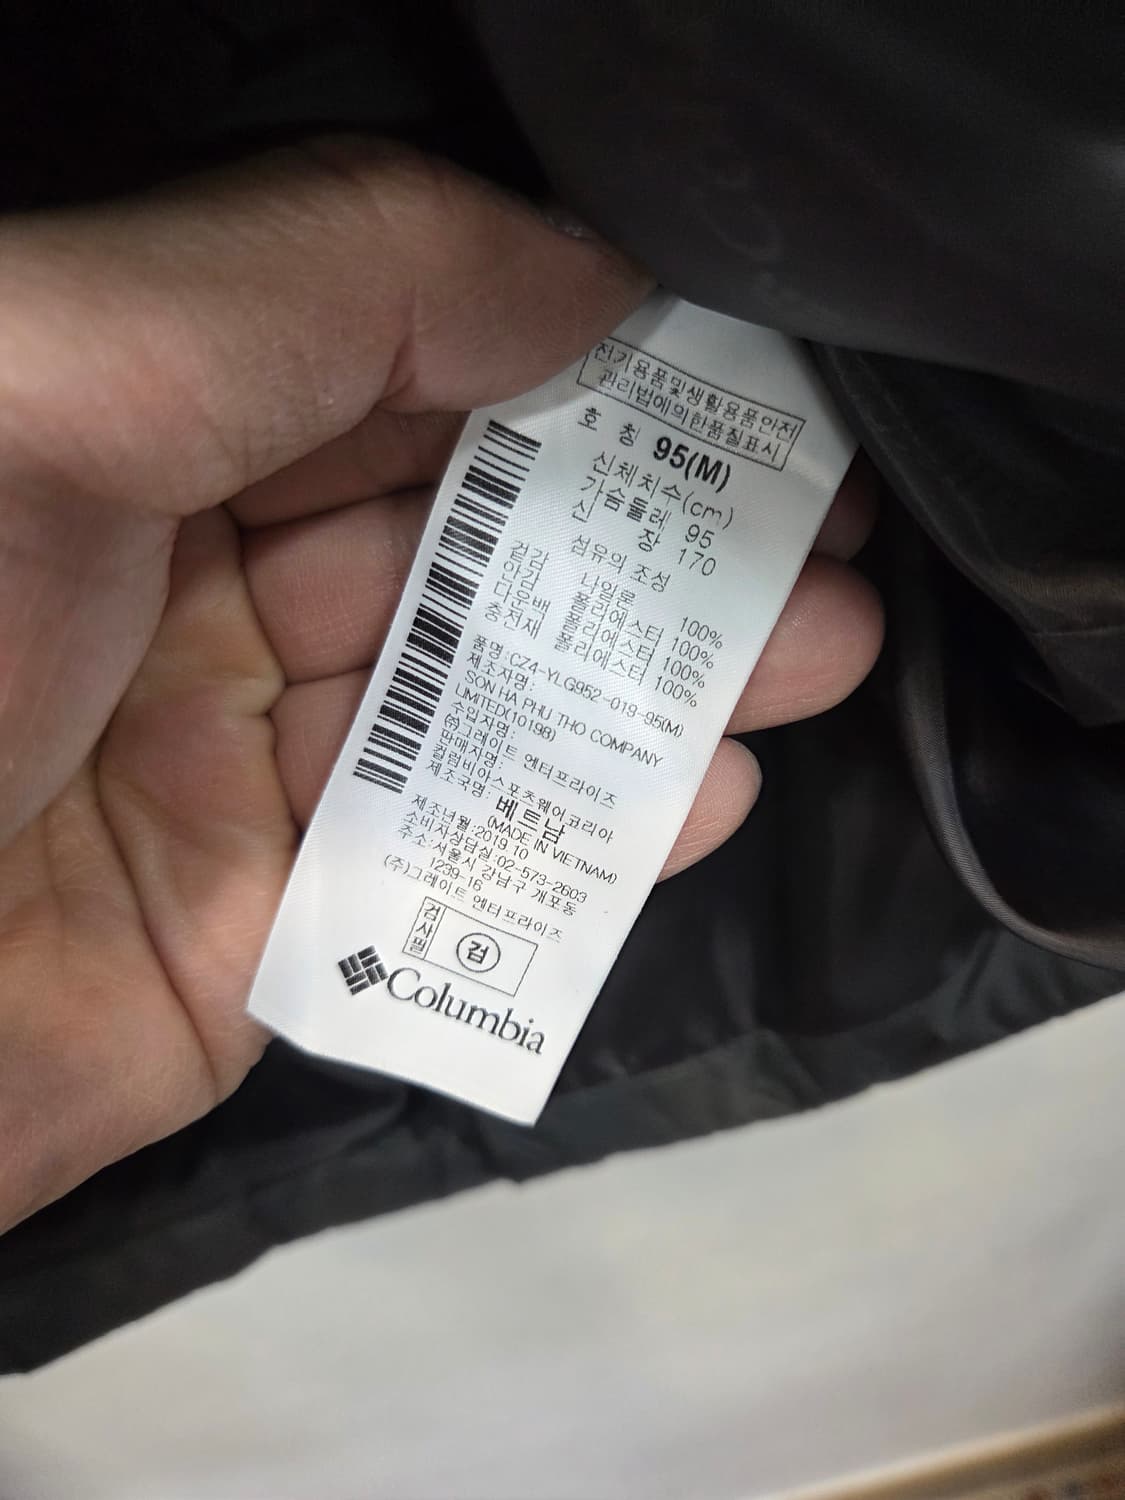 전기용품및생활용품안전
관리법에의한품질표시
호 칭 95(M)
신체치수(cm)
가슴둘레 95
신 장 170
섬유의 조성
겉감 나일론 100%
안감 폴리에스터 100%
다우백 폴리에스터 100%
충전재 폴리에스터 100%
품명:CZ4-YLG952-019-95(M)
제조자명:
SON HA PHU THO COMPANY
LIMITED(10198)
수입자명:
㈜그레이트 엔터프라이즈
판매자명:
컬럼비아스포츠웨어코리아
제조국명: 베트남
(MADE IN VIETNAM)
제조년월:2019.10
소비자상담실:02-573-2603
주소:서울시 강남구 개포동
1239-16
(주)그레이트 엔터프라이즈
검사필 검
Columbia